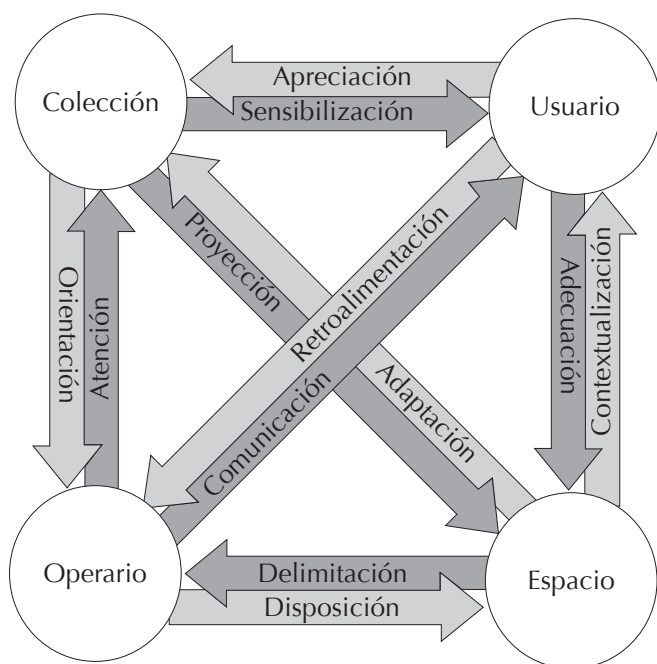 Apreciación
Colección
Usuario
Sensibilización
Proyección
Retroalimentación
Orientación
Atención
Adecuación
Contextualización
Comunicación
Adaptación
Operario
Delimitación
Espacio
Disposición